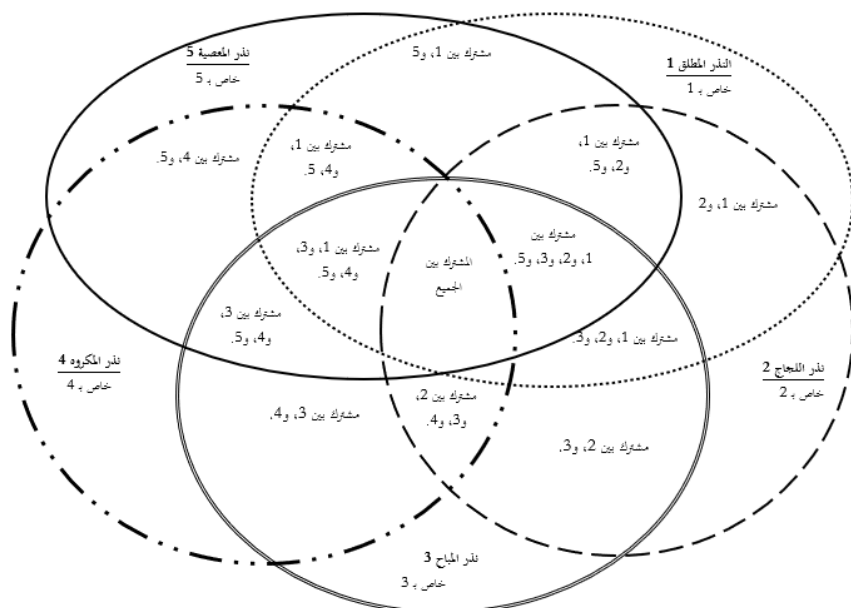 نذر المعصية 5
خاص بـ 5
مشترك بين 1، و5
النذر المطلق 1
خاص بـ 1
مشترك بين 4، و5.
مشترك بين 1،
و4، و5.
مشترك بين 1،
و2، و5.
مشترك بين 1، و2
مشترك بين 1، و3،
و4، و5.
المشترك بين
الجميع
مشترك بين
1، و2، و3، و5.
مشترك بين 3،
و4، و5.
مشترك بين 1، و2، و3.
نذر المكروه 4
خاص بـ 4
نذر اللجاج 2
خاص بـ 2
مشترك بين 3، و4.
مشترك بين 2،
و3، و4.
مشترك بين 2، و3.
نذر المباح 3
خاص بـ 3